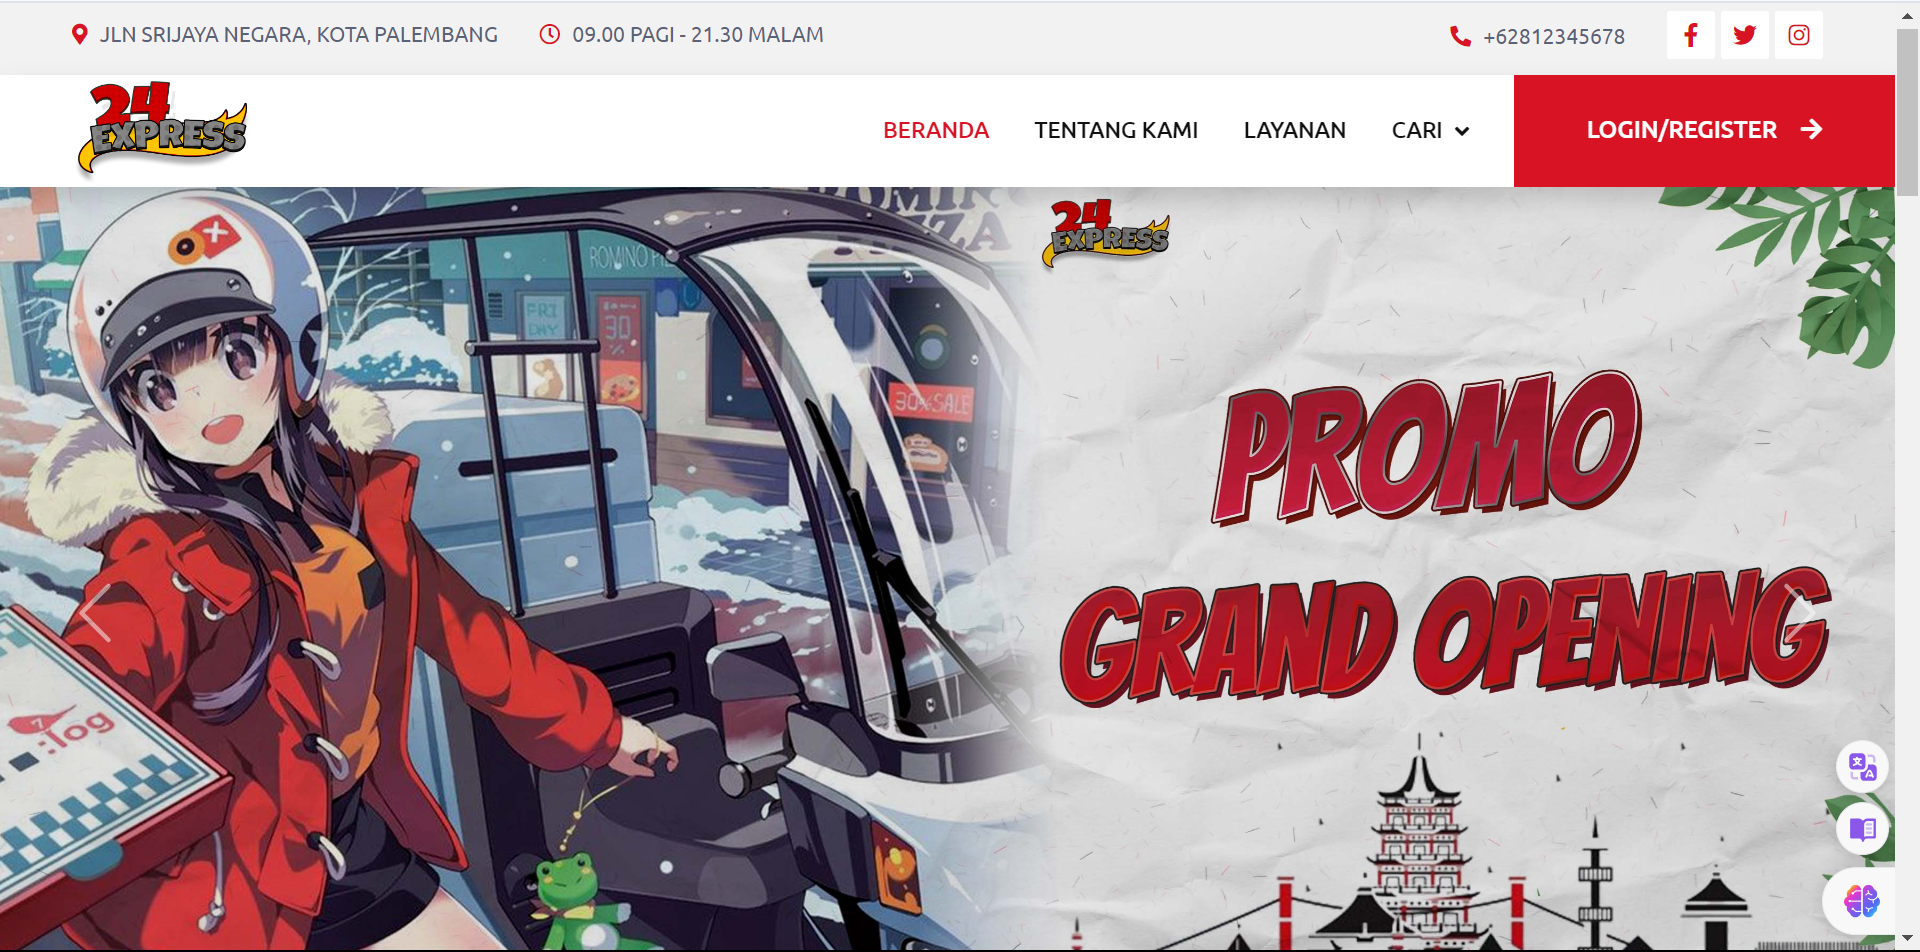 JLN SRIJAYA NEGARA, KOTA PALEMBANG
09.00 PAGI - 21.30 MALAM
+62812345678
24
EXPRESS
BERANDA
TENTANG KAMI
LAYANAN
CARI
LOGIN/REGISTER
ROMINO
24
EXPRESS
FRI
DAY
30
%
30% SALE
PROMO
GRAND OPENING
7
:log